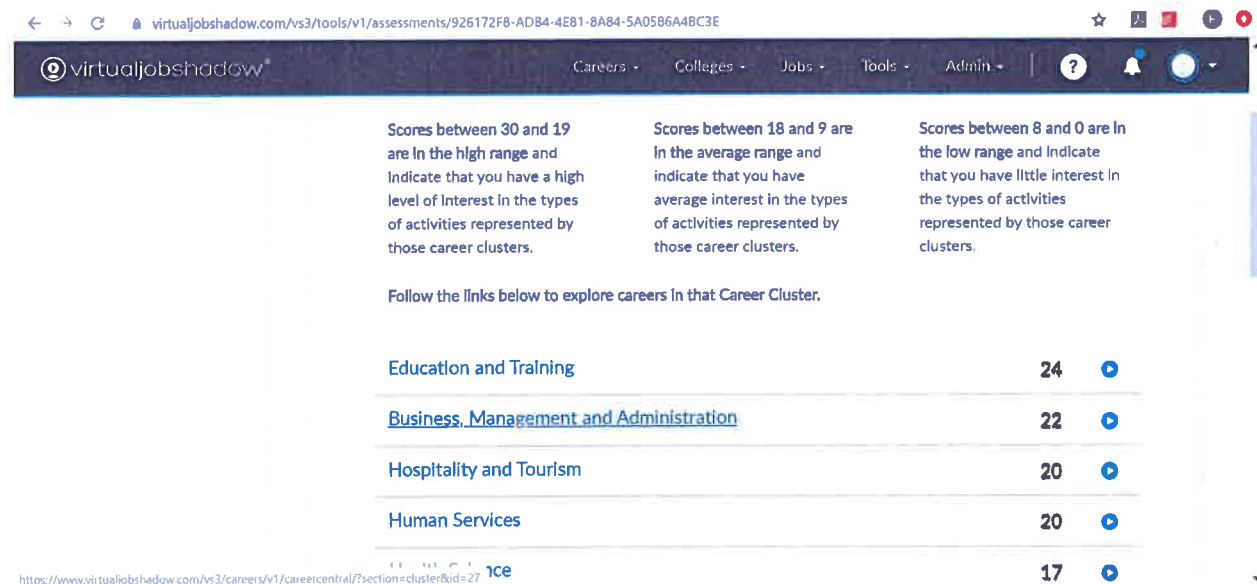 virtualjobshadow.com/vs3/tools/v1/assessments/926172F8-ADB4-4E81-8A84-5A0586A4BC3E
virtualjobshadow
Careers
Colleges
Jobs
Tools
Admin
?
Scores between 30 and 19
are in the high range and
indicate that you have a high
level of interest in the types
of activities represented by
those career clusters.
Scores between 18 and 9 are
in the average range and
indicate that you have
average interest in the types
of activities represented by
those career clusters.
Scores between 8 and 0 are in
the low range and indicate
that you have little interest in
the types of activities
represented by those career
clusters.
Follow the links below to explore careers in that Career Cluster.
Education and Training 24
Business, Management and Administration 22
Hospitality and Tourism 20
Human Services 20
17
https://www.virtualjobshadow.com/vs3/careers/v1/careercentral/?section=cluster&id=27